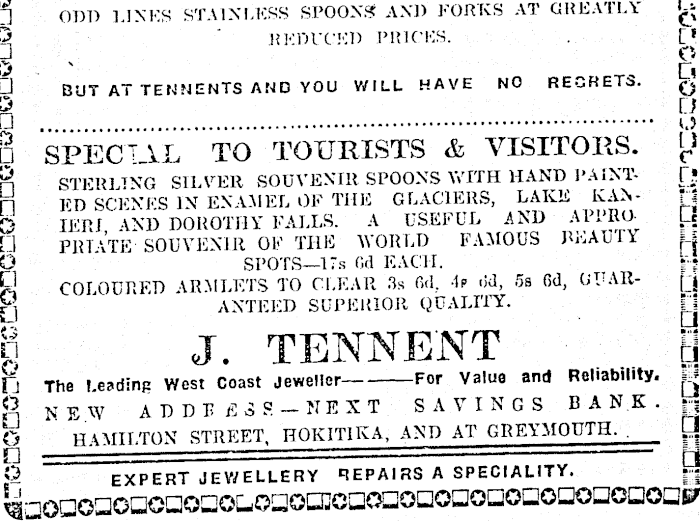 ODD LINES STAINLESS SPOONS AND FORKS AT GREATLY
REDUCED PRICES.
BUT AT TENNENTS AND YOU WILL HAVE NO REGRETS.
SPECIAL TO TOURISTS & VISITORS.
STERLING SILVER SOUVENIR SPOONS WITH HAND PAINT-
ED SCENES IN ENAMEL OF THE GLACIERS, LAKE KAN-
IERI, AND DOROTHY FALLS. A USEFUL AND APPRO-
PRIATE SOUVENIR OF THE WORLD FAMOUS BEAUTY
SPOTS—17s 6d EACH.
COLOURED ARMLETS TO CLEAR 3s 6d, 4s 6d, 5s 6d, GUAR-
ANTEED SUPERIOR QUALITY.
J. TENNENT
The Leading West Coast Jeweller———For Value and Reliability.
NEW ADDRESS—NEXT SAVINGS BANK.
HAMILTON STREET, HOKITIKA, AND AT GREYMOUTH.
EXPERT JEWELLERY REPAIRS A SPECIALITY.